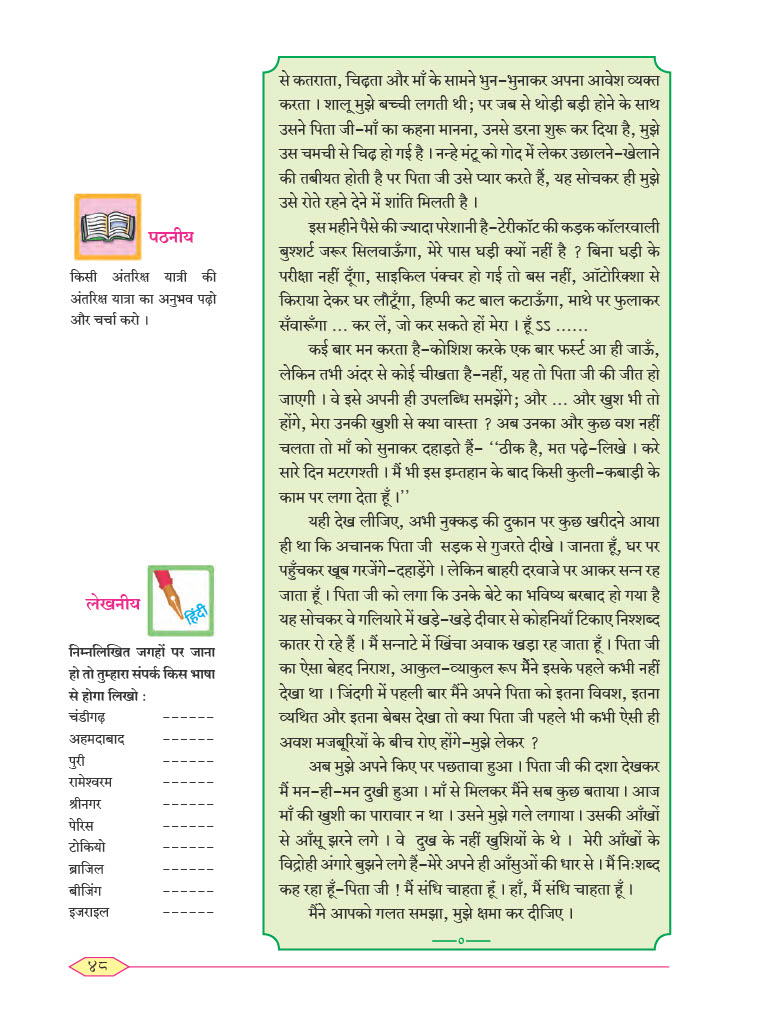 से कतराता, चिढ़ता और माँ के सामने भुन-भुनाकर अपना आवेश व्यक्त
करता । शालू मुझे बच्ची लगती थी; पर जब से थोड़ी बड़ी होने के साथ
उसने पिता जी-माँ का कहना मानना, उनसे डरना शुरू कर दिया है, मुझे
उस चमची से चिढ़ हो गई है । नन्हे मंटू को गोद में लेकर उछालने-खेलाने
की तबीयत होती है पर पिता जी उसे प्यार करते हैं, यह सोचकर ही मुझे
उसे रोते रहने देने में शांति मिलती है ।
इस महीने पैसे की ज्यादा परेशानी है-टेरीकॉट की कड़क कॉलरवाली
बुश्शर्ट जरूर सिलवाऊँगा, मेरे पास घड़ी क्यों नहीं है ? बिना घड़ी के
परीक्षा नहीं दूँगा, साइकिल पंक्चर हो गई तो बस नहीं, ऑटोरिक्शा से
किराया देकर घर लौटूँगा, हिप्पी कट बाल कटाऊँगा, माथे पर फुलाकर
सँवारूँगा ... कर लें, जो कर सकते हों मेरा । हूँ ऽऽ ......
कई बार मन करता है-कोशिश करके एक बार फर्स्ट आ ही जाऊँ,
लेकिन तभी अंदर से कोई चीखता है-नहीं, यह तो पिता जी की जीत हो
जाएगी । वे इसे अपनी ही उपलब्धि समझेंगे; और ... और खुश भी तो
होंगे, मेरा उनकी खुशी से क्या वास्ता ? अब उनका और कुछ वश नहीं
चलता तो माँ को सुनाकर दहाड़ते हैं- ‘‘ठीक है, मत पढ़े-लिखे । करे
सारे दिन मटरगश्ती । मैं भी इस इम्तहान के बाद किसी कुली-कबाड़ी के
काम पर लगा देता हूँ ।’’
यही देख लीजिए, अभी नुक्कड़ की दुकान पर कुछ खरीदने आया
ही था कि अचानक पिता जी सड़क से गुजरते दीखे । जानता हूँ, घर पर
पहुँचकर खूब गरजेंगे-दहाड़ेंगे । लेकिन बाहरी दरवाजे पर आकर सन्न रह
जाता हूँ । पिता जी को लगा कि उनके बेटे का भविष्य बरबाद हो गया है
यह सोचकर वे गलियारे में खड़े-खड़े दीवार से कोहनियाँ टिकाए निश्शब्द
कातर रो रहे हैं । मैं सन्नाटे में खिंचा अवाक खड़ा रह जाता हूँ । पिता जी
का ऐसा बेहद निराश, आकुल-व्याकुल रूप मैंने इसके पहले कभी नहीं
देखा था । जिंदगी में पहली बार मैंने अपने पिता को इतना विवश, इतना
व्यथित और इतना बेबस देखा तो क्या पिता जी पहले भी कभी ऐसी ही
अवश मजबूरियों के बीच रोए होंगे-मुझे लेकर ?
अब मुझे अपने किए पर पछतावा हुआ । पिता जी की दशा देखकर
मैं मन-ही-मन दुखी हुआ । माँ से मिलकर मैंने सब कुछ बताया । आज
माँ की खुशी का पारावार न था । उसने मुझे गले लगाया । उसकी आँखों
से आँसू झरने लगे । वे दुख के नहीं खुशियों के थे । मेरी आँखों के
विद्रोही अंगारे बुझने लगे हैं-मेरे अपने ही आँसुओं की धार से । मैं निःशब्द
कह रहा हूँ-पिता जी ! मैं संधि चाहता हूँ । हाँ, मैं संधि चाहता हूँ ।
मैंने आपको गलत समझा, मुझे क्षमा कर दीजिए ।
पठनीय
किसी अंतरिक्ष यात्री की
अंतरिक्ष यात्रा का अनुभव पढ़ो
और चर्चा करो ।
लेखनीय
हिंदी
निम्नलिखित जगहों पर जाना
हो तो तुम्हारा संपर्क किस भाषा
से होगा लिखो :
चंडीगढ़ ------
अहमदाबाद ------
पुरी ------
रामेश्वरम ------
श्रीनगर ------
पेरिस ------
टोकियो ------
ब्राजिल ------
बीजिंग ------
इजराइल ------
४८